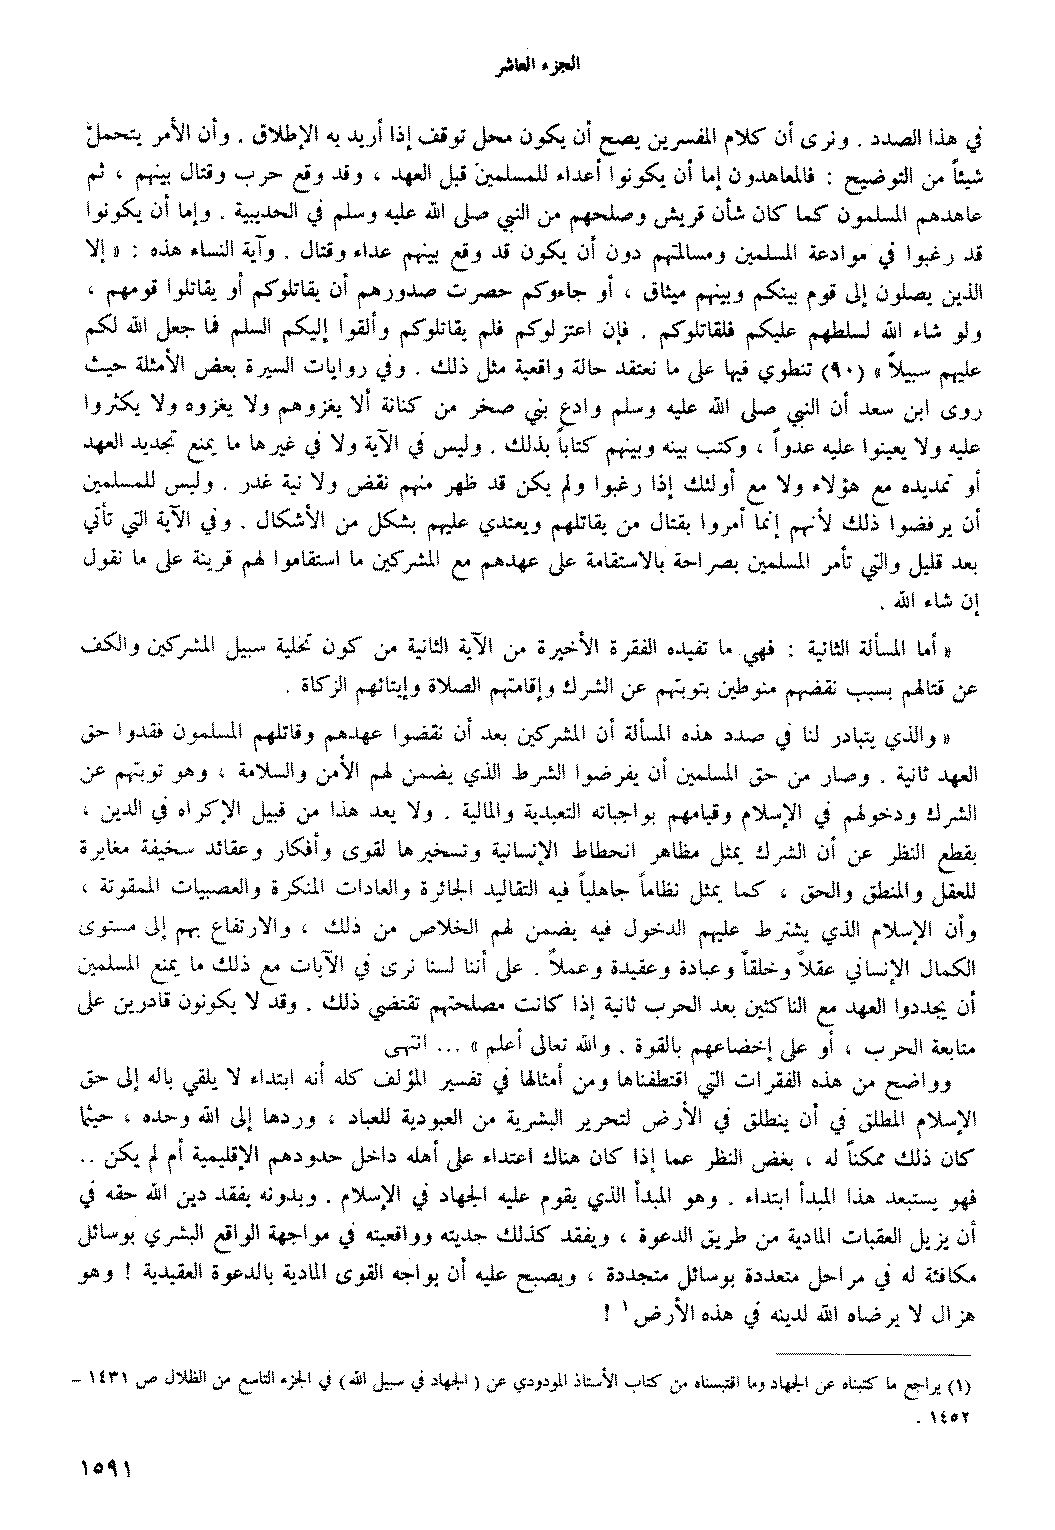 الجزء العاشر
في هذا الصدد . ونرى أن كلام المفسرين يصح أن يكون محل توقف إذا أريد به الإطلاق . وأن الأمر يتحمل
شيئاً من التوضيح : فالمعاهدون إما أن يكونوا أعداء للمسلمين قبل العهد ، وقد وقع حرب وقتال بينهم ، ثم
عاهدهم المسلمون كما كان شأن قريش وصلحهم من النبي صلى الله عليه وسلم في الحديبية . وإما أن يكونوا
قد رغبوا في موادعة المسلمين ومسالمتهم دون أن يكون قد وقع بينهم عداء وقتال . وآية النساء هذه : « إلا
الذين يصلون إلى قوم بينكم وبينهم ميثاق ، أو جاءوكم حصرت صدورهم أن يقاتلوكم أو يقاتلوا قومهم ،
ولو شاء الله لسلطهم عليكم فلقاتلوكم . فإن اعتزلوكم فلم يقاتلوكم وألقوا إليكم السلم فما جعل الله لكم
عليهم سبيلاً » (٩٠) تنطوي فيها على ما نعتقد حالة واقعية مثل ذلك . وفي روايات السيرة بعض الأمثلة حيث
روى ابن سعد أن النبي صلى الله عليه وسلم وادع بني صخر من كنانة ألا يغزوهم ولا يغزوه ولا يكثروا
عليه ولا يعينوا عليه عدواً ، وكتب بينه وبينهم كتاباً بذلك . وليس في الآية ولا في غيرها ما يمنع تجديد العهد
أو تمديده مع هؤلاء ولا مع أولئك إذا رغبوا ولم يكن قد ظهر منهم نقض ولا نية غدر . وليس للمسلمين
أن يرفضوا ذلك لأنهم إنما أمروا بقتال من يقاتلهم ويعتدي عليهم بشكل من الأشكال . وفي الآية التي تأتي
بعد قليل والتي تأمر المسلمين بصراحة بالاستقامة على عهدهم مع المشركين ما استقاموا لهم قرينة على ما نقول
إن شاء الله .
« أما المسألة الثانية : فهي ما تفيده الفقرة الأخيرة من الآية الثانية من كون تخلية سبيل المشركين والكف
عن قتالهم بسبب نقضهم منوطين بتوبتهم عن الشرك وإقامتهم الصلاة وإيتائهم الزكاة .
« والذي يتبادر لنا في صدد هذه المسألة أن المشركين بعد أن نقضوا عهدهم وقاتلهم المسلمون فقدوا حق
العهد ثانية . وصار من حق المسلمين أن يفرضوا الشرط الذي يضمن لهم الأمن والسلامة ، وهو توبتهم عن
الشرك ودخولهم في الإسلام وقيامهم بواجباته التعبدية والمالية . ولا يعد هذا من قبيل الإكراه في الدين ،
بقطع النظر عن أن الشرك يمثل مظاهر انحطاط الإنسانية وتسخيرها لقوى وأفكار وعقائد سخيفة مغايرة
للعقل والمنطق والحق ، كما يمثل نظاماً جاهلياً فيه التقاليد الجائرة والعادات المنكرة والعصبيات الممقوتة ،
وأن الإسلام الذي يشترط عليهم الدخول فيه يضمن لهم الخلاص من ذلك ، والارتفاع بهم إلى مستوى
الكمال الإنساني عقلاً وخلقاً وعبادة وعقيدة وعملاً . على أننا لسنا نرى في الآيات مع ذلك ما يمنع المسلمين
أن يجددوا العهد مع الناكثين بعد الحرب ثانية إذا كانت مصلحتهم تقتضي ذلك . وقد لا يكونون قادرين على
متابعة الحرب ، أو على إخضاعهم بالقوة . والله تعالى أعلم » ... انتهى
وواضح من هذه الفقرات التي اقتطفناها ومن أمثالها في تفسير المؤلف كله أنه ابتداء لا يلقي باله إلى حق
الإسلام المطلق في أن ينطلق في الأرض لتحرير البشرية من العبودية للعباد ، وردها إلى الله وحده ، حيثما
كان ذلك ممكناً له ، بغض النظر عما إذا كان هناك اعتداء على أهله داخل حدودهم الإقليمية أم لم يكن ..
فهو يستبعد هذا المبدأ ابتداء . وهو المبدأ الذي يقوم عليه الجهاد في الإسلام . وبدونه يفقد دين الله حقه في
أن يزيل العقبات المادية من طريق الدعوة ، ويفقد كذلك جديته وواقعيته في مواجهة الواقع البشري بوسائل
مكافئة له في مراحل متعددة بوسائل متجددة ، ويصبح عليه أن يواجه القوى المادية بالدعوة العقيدية ! وهو
هزال لا يرضاه الله لدينه في هذه الأرض١ !
(١) يراجع ما كتبناه عن الجهاد وما اقتبسناه من كتاب الأستاذ المودودي عن ( الجهاد في سبيل الله) في الجزء التاسع من الظلال ص ١٤٣١ –
١٤٥٢ .
١٥٩١